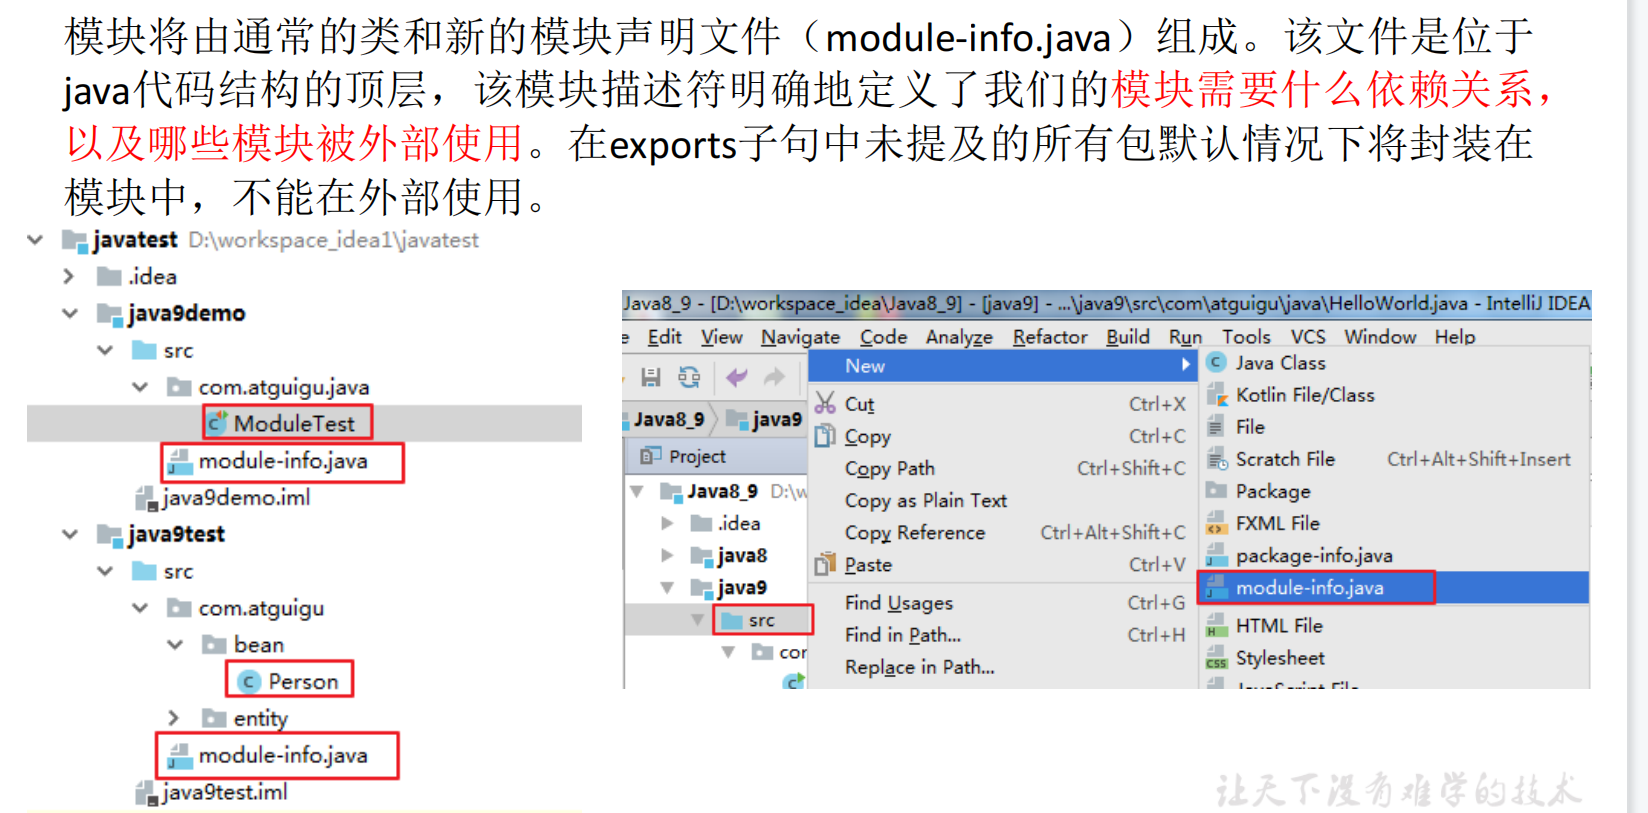 模块将由通常的类和新的模块声明文件（module-info.java）组成。该文件是位于
java代码结构的顶层，该模块描述符明确地定义了我们的模块需要什么依赖关系，
以及哪些模块被外部使用。在exports子句中未提及的所有包默认情况下将封装在
模块中，不能在外部使用。
javatest D:\workspace_idea1\javatest
.idea
java9demo
src
com.atguigu.java
ModuleTest
module-info.java
java9demo.iml
java9test
src
com.atguigu
bean
Person
entity
module-info.java
java9test.iml
Java8_9 - [D:\workspace_idea\Java8_9] - [java9] - ...\java9\src\com\atguigu\java\HelloWorld.java - IntelliJ IDEA
e Edit View Navigate Code Analyze Refactor Build Run Tools VCS Window Help
Java8_9 java9
Project
Java8_9 D:\w
.idea
java8
java9
src
cor
New
Cut Ctrl+X
Copy Ctrl+C
Copy Path Ctrl+Shift+C
Copy as Plain Text
Copy Reference Ctrl+Alt+Shift+C
Paste Ctrl+V
Find Usages Ctrl+G
Find in Path... Ctrl+H
Replace in Path...
Java Class
Kotlin File/Class
File
Scratch File Ctrl+Alt+Shift+Insert
Package
FXML File
package-info.java
module-info.java
HTML File
Stylesheet
JavaScript File
让天下没有难学的技术